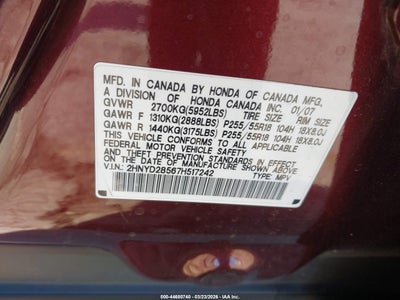 MFD. IN CANADA BY HONDA OF CANADA MFG.
A DIVISION OF HONDA CANADA INC. 01/07
GVWR 2700KG(5952LBS) TIRE SIZE RIM SIZE
GAWR F 1310KG(2888LBS) P255/55R18 104H 18X8.0J
GAWR R 1440KG(3175LBS) P255/55R18 104H 18X8.0J
THIS VEHICLE CONFORMS TO ALL APPLICABLE
FEDERAL MOTOR VEHICLE SAFETY
AND THEFT PREVENTION STANDARDS IN EFFECT
ON THE DATE OF MANUFACTURE SHOWN ABOVE.
V.I.N.: 2HNYD28567H517242 TYPE: MPV
000-44600740 - 03/23/2026 - IAA Inc.